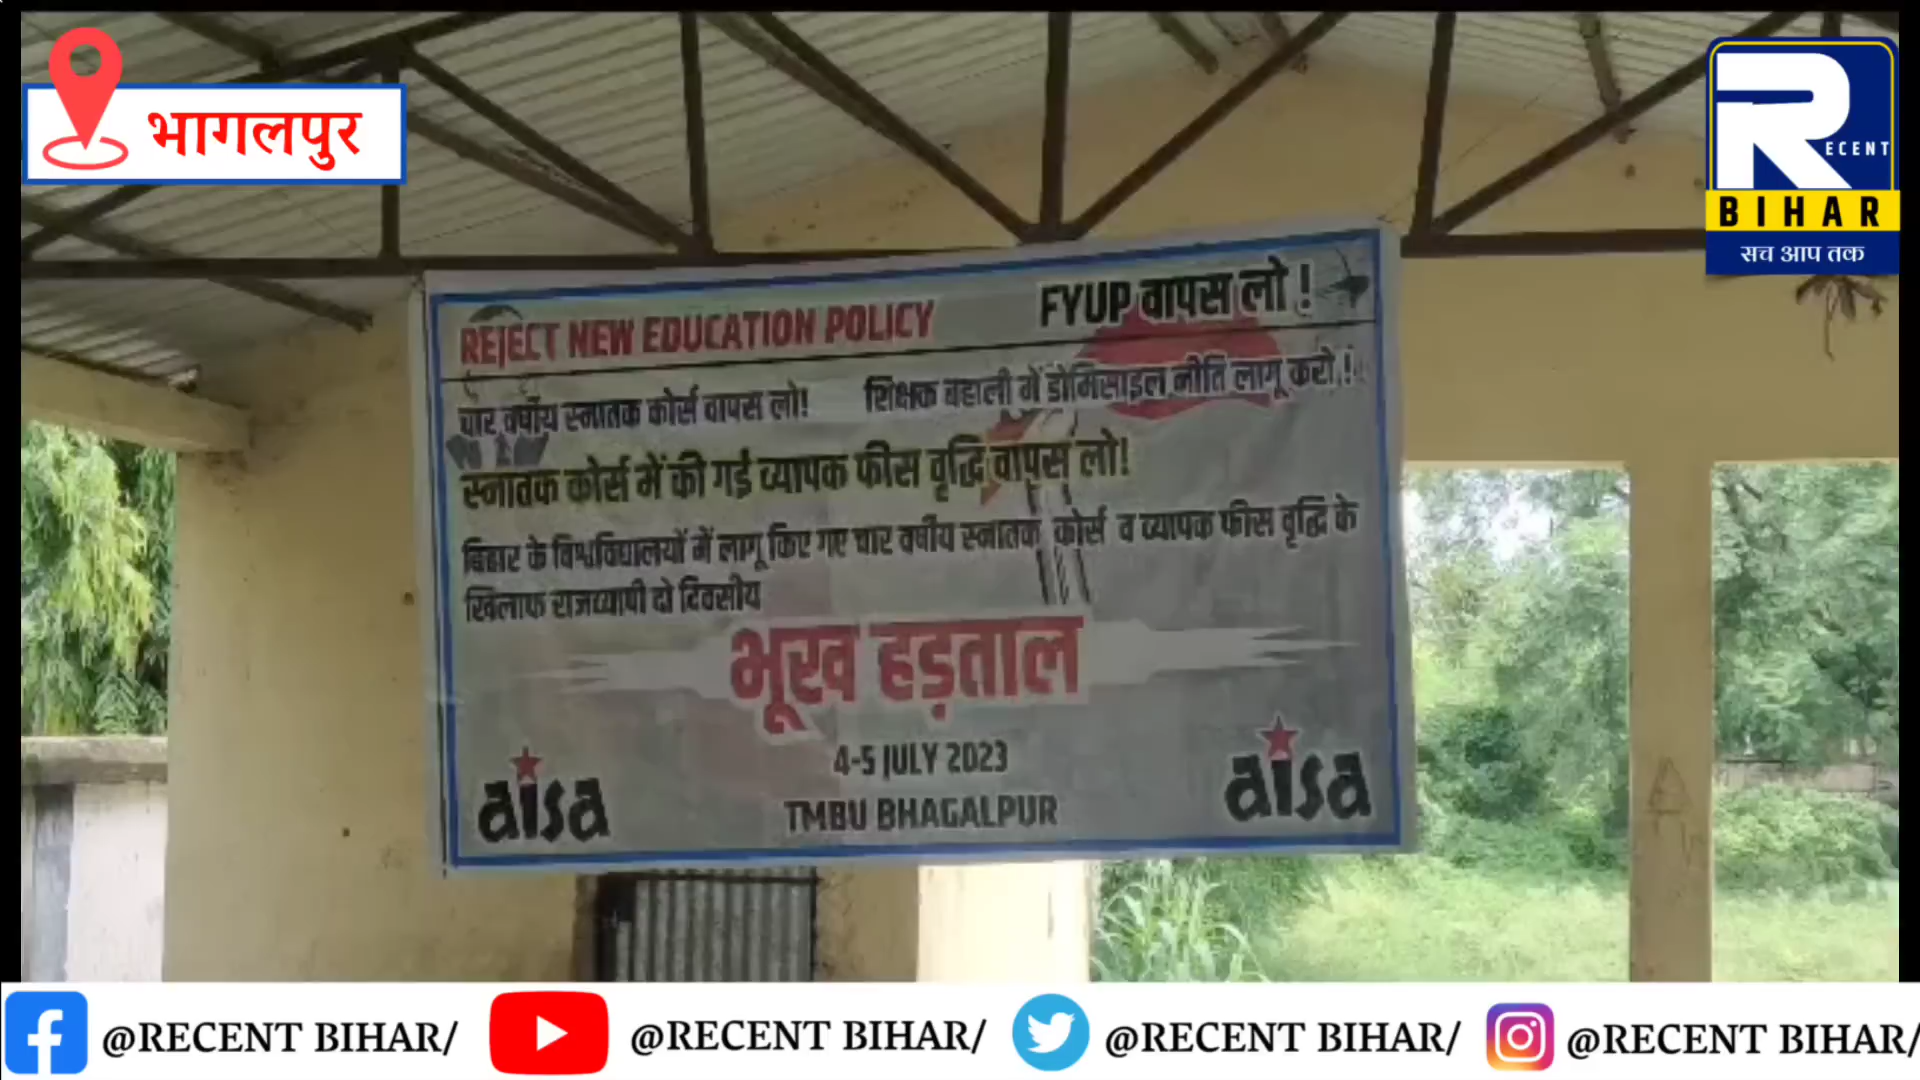 भागलपुर
RECENT
BIHAR
सच आप तक
REJECT NEW EDUCATION POLICY
FYUP वापस लो !
चार वर्षीय स्नातक कोर्स वापस लो!
शिक्षक बहाली में डोमिसाइल नीति लागू करो !
स्नातक कोर्स में की गई व्यापक फीस वृद्धि वापस लो!
बिहार के विश्वविद्यालयों में लागू किए गए चार वर्षीय स्नातक कोर्स व व्यापक फीस वृद्धि के
खिलाफ राज्यव्यापी दो दिवसीय
भूख हड़ताल
4-5 JULY 2023
TMBU BHAGALPUR
aisa
aisa
@RECENT BIHAR/
@RECENT BIHAR/
@RECENT BIHAR/
@RECENT BIHAR/